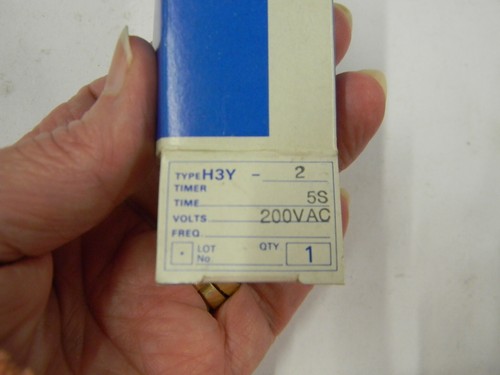 TYPE H3Y - 2
TIMER
TIME 5S
VOLTS 200VAC
FREQ
LOT No. QTY 1